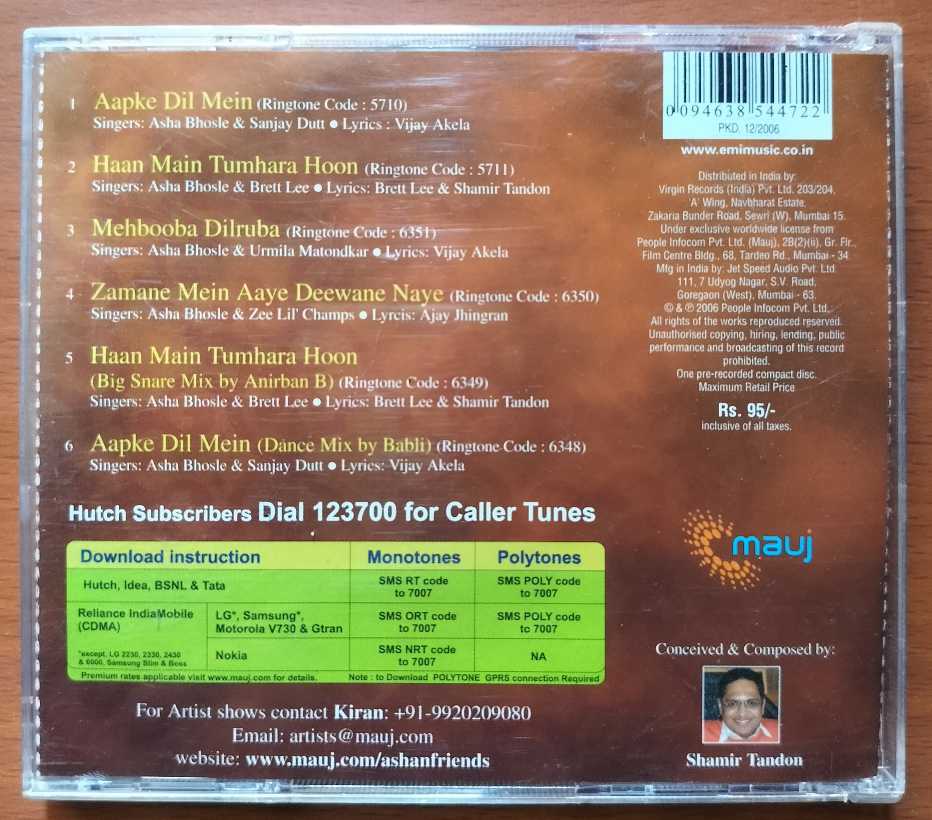 1 Aapke Dil Mein (Ringtone Code : 5710)
Singers: Asha Bhosle & Sanjay Dutt ● Lyrics : Vijay Akela
2 Haan Main Tumhara Hoon (Ringtone Code : 5711)
Singers: Asha Bhosle & Brett Lee ● Lyrics: Brett Lee & Shamir Tandon
3 Mehbooba Dilruba (Ringtone Code : 6351)
Singers: Asha Bhosle & Urmila Matondkar ● Lyrics: Vijay Akela
4 Zamane Mein Aaye Deewane Naye (Ringtone Code : 6350)
Singers: Asha Bhosle & Zee Lil' Champs ● Lyrcis: Ajay Jhingran
5 Haan Main Tumhara Hoon
(Big Snare Mix by Anirban B) (Ringtone Code : 6349)
Singers: Asha Bhosle & Brett Lee ● Lyrics: Brett Lee & Shamir Tandon
6 Aapke Dil Mein (Dance Mix by Babli) (Ringtone Code : 6348)
Singers: Asha Bhosle & Sanjay Dutt ● Lyrics: Vijay Akela
Hutch Subscribers Dial 123700 for Caller Tunes
Download instruction Monotones Polytones
Hutch, Idea, BSNL & Tata SMS RT code to 7007 SMS POLY code to 7007
Reliance IndiaMobile (CDMA) LG*, Samsung*, Motorola V730 & Gtran SMS ORT code to 7007 SMS POLY code to 7007
*except, LG 2230, 2330, 2430 & 6000, Samsung Slim & Boss Nokia SMS NRT code to 7007 NA
Premium rates applicable visit www.mauj.com for details. Note : to Download POLYTONE GPRS connection Required
For Artist shows contact Kiran: +91-9920209080
Email: artists@mauj.com
website: www.mauj.com/ashanfriends
0 094638 544722
PKD. 12/2006
www.emimusic.co.in
Distributed in India by:
Virgin Records (India) Pvt. Ltd. 203/204,
'A' Wing, Navbharat Estate,
Zakaria Bunder Road, Sewri (W), Mumbai 15.
Under exclusive worldwide license from
People Infocom Pvt. Ltd. (Mauj), 2B(2)(ii), Gr. Flr.,
Film Centre Bldg., 68, Tardeo Rd., Mumbai - 34
Mfg in India by: Jet Speed Audio Pvt. Ltd.
111, 7 Udyog Nagar, S.V. Road,
Goregaon (West), Mumbai - 63.
© & ℗ 2006 People Infocom Pvt. Ltd.
All rights of the works reproduced reserved.
Unauthorised copying, hiring, lending, public
performance and broadcasting of this record
prohibited.
One pre-recorded compact disc.
Maximum Retail Price
Rs. 95/-
inclusive of all taxes.
mauj
Conceived & Composed by:
Shamir Tandon